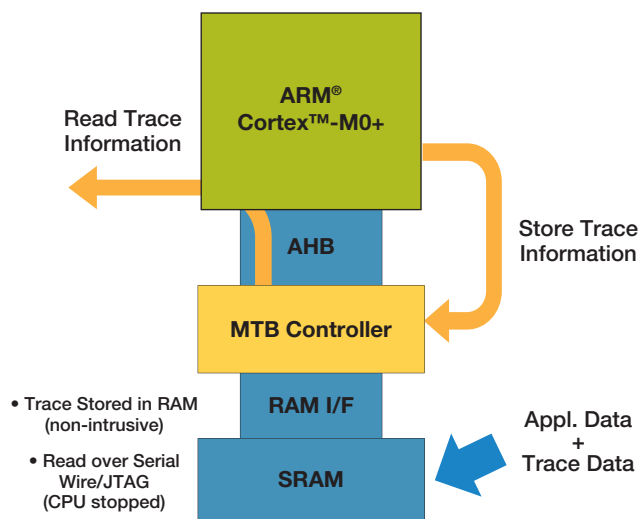 ARM®
Cortex™-M0+
Read Trace
Information
AHB
Store Trace
Information
MTB Controller
• Trace Stored in RAM
(non-intrusive)
RAM I/F
Appl. Data
+
Trace Data
• Read over Serial
Wire/JTAG
(CPU stopped)
SRAM